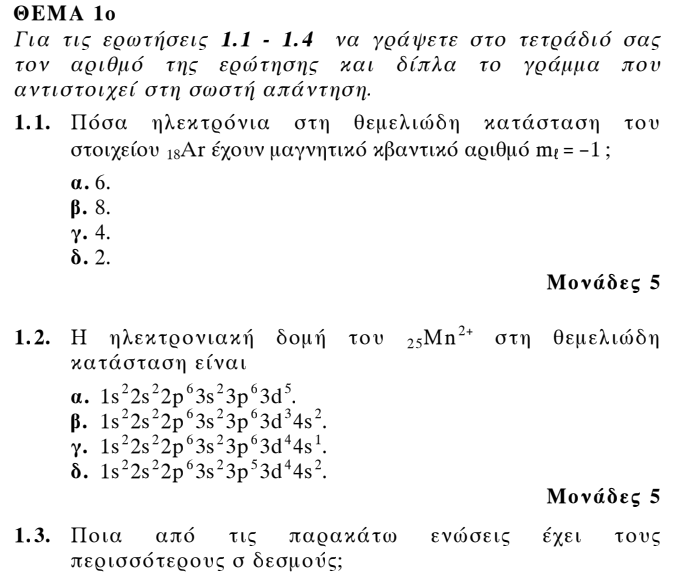 ΘΕΜΑ 1ο
Για τις ερωτήσεις 1.1 - 1.4 να γράψετε στο τετράδιό σας
τον αριθμό της ερώτησης και δίπλα το γράμμα που
αντιστοιχεί στη σωστή απάντηση.
1.1. Πόσα ηλεκτρόνια στη θεμελιώδη κατάσταση του
στοιχείου ₁₈Ar έχουν μαγνητικό κβαντικό αριθμό mℓ = −1 ;
α. 6.
β. 8.
γ. 4.
δ. 2.
Μονάδες 5
1.2. Η ηλεκτρονιακή δομή του ₂₅Mn²⁺ στη θεμελιώδη
κατάσταση είναι
α. 1s²2s²2p⁶3s²3p⁶3d⁵.
β. 1s²2s²2p⁶3s²3p⁶3d³4s².
γ. 1s²2s²2p⁶3s²3p⁶3d⁴4s¹.
δ. 1s²2s²2p⁶3s²3p⁵3d⁴4s².
Μονάδες 5
1.3. Ποια από τις παρακάτω ενώσεις έχει τους
περισσότερους σ δεσμούς;